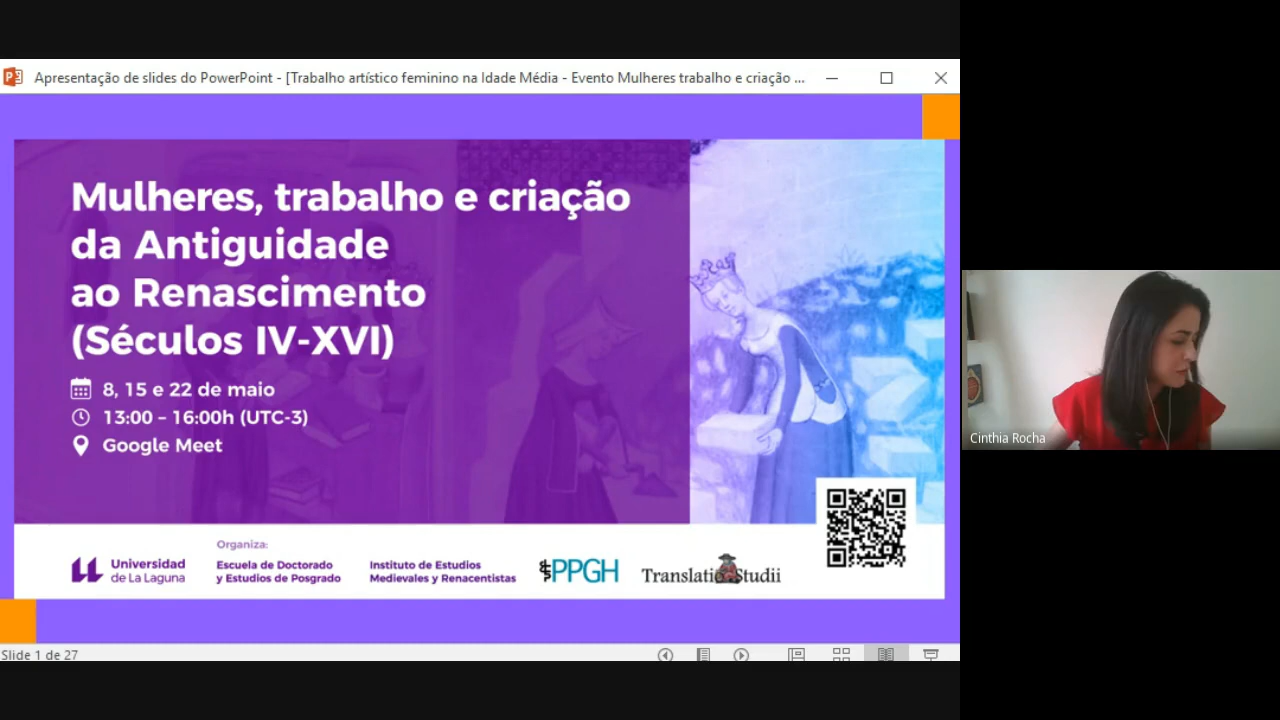 Apresentação de slides do PowerPoint - [Trabalho artístico feminino na Idade Média - Evento Mulheres trabalho e criação ...
Mulheres, trabalho e criação
da Antiguidade
ao Renascimento
(Séculos IV-XVI)
8, 15 e 22 de maio
13:00 – 16:00h (UTC-3)
Google Meet
Organiza:
Universidad
de La Laguna
Escuela de Doctorado
y Estudios de Posgrado
Instituto de Estudios
Medievales y Renacentistas
PPGH
Translatio Studii
Slide 1 de 27
Cinthia Rocha